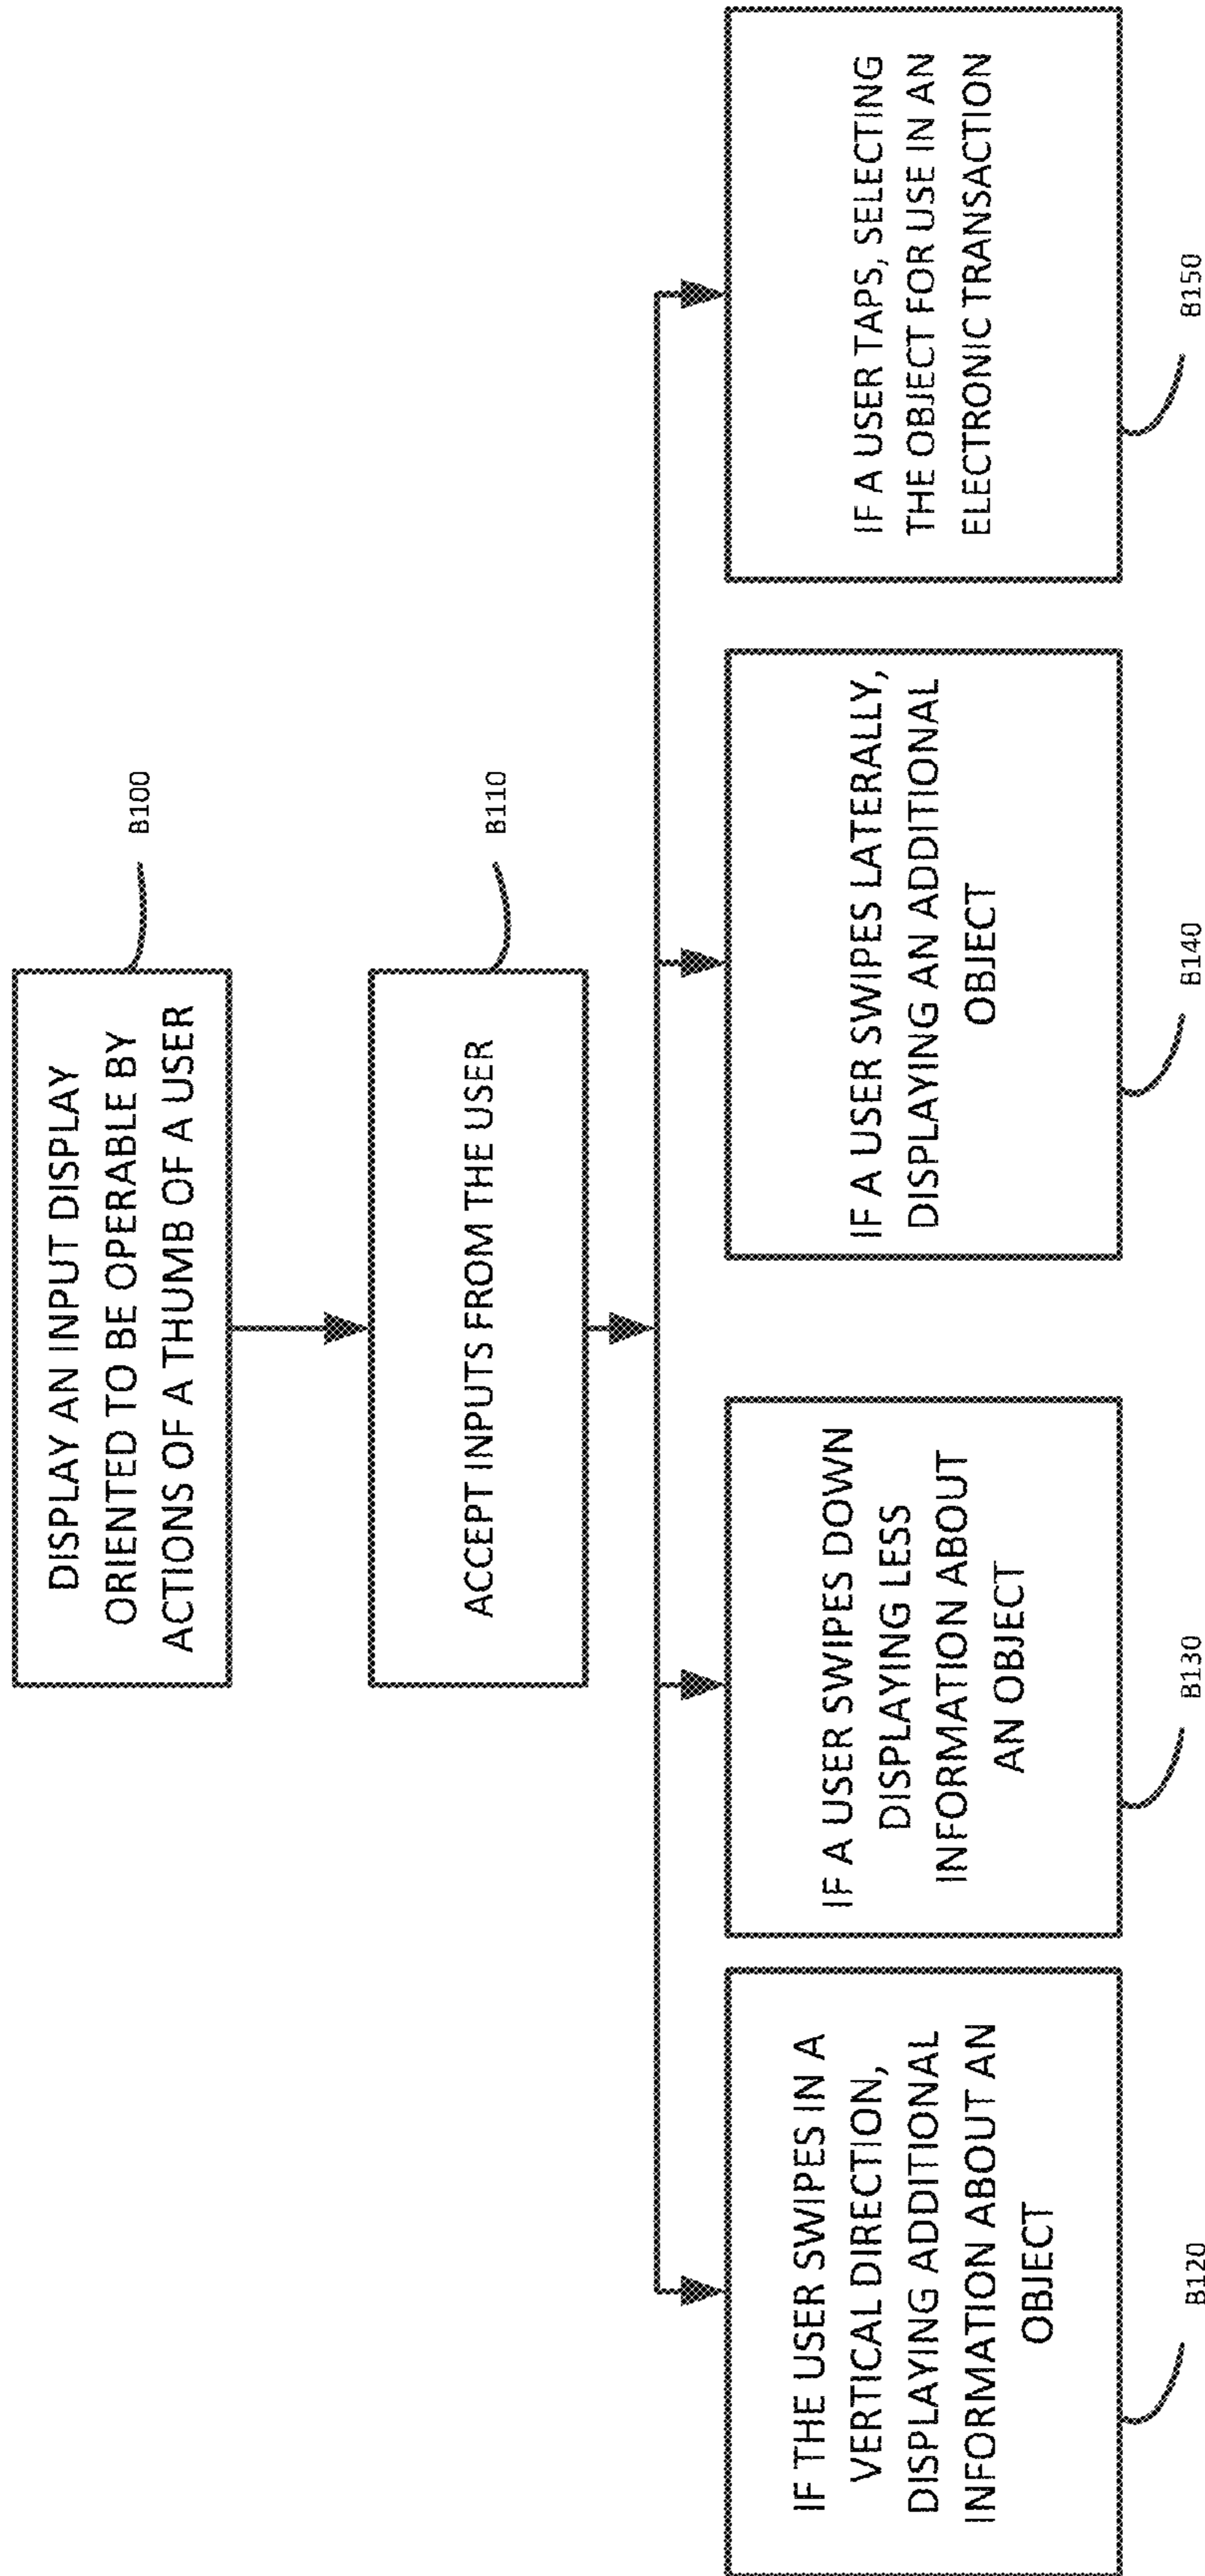 DISPLAY AN INPUT DISPLAY
ORIENTED TO BE OPERABLE BY
ACTIONS OF A THUMB OF A USER
B100
ACCEPT INPUTS FROM THE USER
B110
IF THE USER SWIPES IN A
VERTICAL DIRECTION,
DISPLAYING ADDITIONAL
INFORMATION ABOUT AN
OBJECT
B120
IF A USER SWIPES DOWN
DISPLAYING LESS
INFORMATION ABOUT
AN OBJECT
B130
IF A USER SWIPES LATERALLY,
DISPLAYING AN ADDITIONAL
OBJECT
B140
IF A USER TAPS, SELECTING
THE OBJECT FOR USE IN AN
ELECTRONIC TRANSACTION
B150